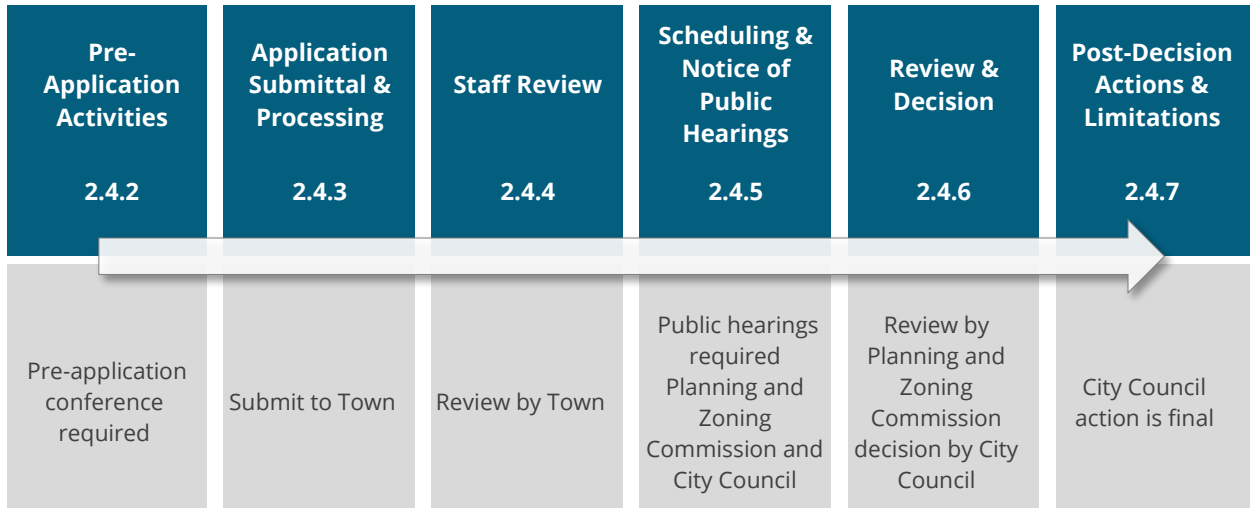 Pre-
Application
Activities
2.4.2
Application
Submittal &
Processing
2.4.3
Staff Review
2.4.4
Scheduling &
Notice of
Public
Hearings
2.4.5
Review &
Decision
2.4.6
Post-Decision
Actions &
Limitations
2.4.7
Pre-application
conference
required
Submit to Town
Review by Town
Public hearings
required
Planning and
Zoning
Commission and
City Council
Review by
Planning and
Zoning
Commission
decision by City
Council
City Council
action is final